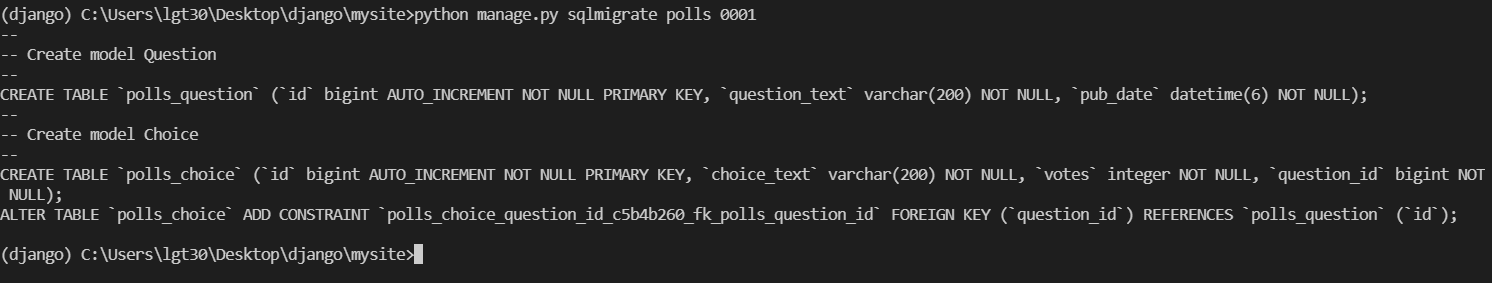 (django) C:\Users\lgt30\Desktop\django\mysite>python manage.py sqlmigrate polls 0001
--
-- Create model Question
--
CREATE TABLE `polls_question` (`id` bigint AUTO_INCREMENT NOT NULL PRIMARY KEY, `question_text` varchar(200) NOT NULL, `pub_date` datetime(6) NOT NULL);
--
-- Create model Choice
--
CREATE TABLE `polls_choice` (`id` bigint AUTO_INCREMENT NOT NULL PRIMARY KEY, `choice_text` varchar(200) NOT NULL, `votes` integer NOT NULL, `question_id` bigint NOT
 NULL);
ALTER TABLE `polls_choice` ADD CONSTRAINT `polls_choice_question_id_c5b4b260_fk_polls_question_id` FOREIGN KEY (`question_id`) REFERENCES `polls_question` (`id`);
(django) C:\Users\lgt30\Desktop\django\mysite>